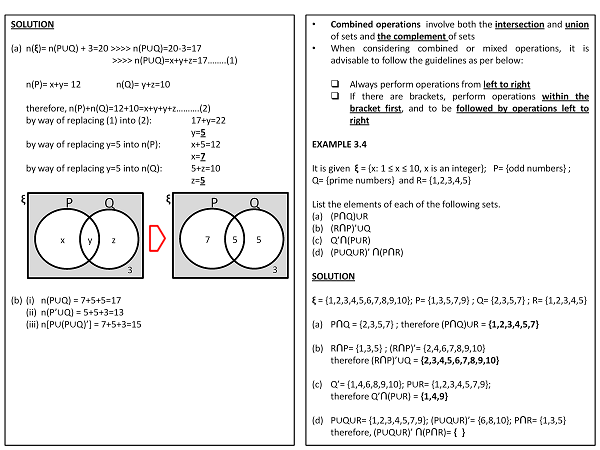 SOLUTION
(a) n(ξ)= n(PUQ) + 3=20 >>>> n(PUQ)=20-3=17
>>>> n(PUQ)=x+y+z=17........(1)
n(P)= x+y= 12 n(Q)= y+z=10
therefore, n(P)+n(Q)=12+10=x+y+y+z..........(2)
by way of replacing (1) into (2): 17+y=22
y=5
by way of replacing y=5 into n(P): x+5=12
x=7
by way of replacing y=5 into n(Q): 5+z=10
z=5
ξ P Q ξ P Q
x y z 7 5 5
3 3
(b) (i) n(PUQ) = 7+5+5=17
(ii) n(P'UQ) = 5+5+3=13
(iii) n[PU(PUQ)'] = 7+5+3=15
• Combined operations involve both the intersection and union
of sets and the complement of sets
• When considering combined or mixed operations, it is
advisable to follow the guidelines as per below:
❑ Always perform operations from left to right
❑ If there are brackets, perform operations within the
bracket first, and to be followed by operations left to
right
EXAMPLE 3.4
It is given ξ = {x: 1 ≤ x ≤ 10, x is an integer}; P= {odd numbers} ;
Q= {prime numbers} and R= {1,2,3,4,5}
List the elements of each of the following sets.
(a) (P∩Q)UR
(b) (R∩P)'UQ
(c) Q'∩(PUR)
(d) (PUQUR)' ∩(P∩R)
SOLUTION
ξ = {1,2,3,4,5,6,7,8,9,10}; P= {1,3,5,7,9} ; Q= {2,3,5,7} ; R= {1,2,3,4,5}
(a) P∩Q = {2,3,5,7} ; therefore (P∩Q)UR = {1,2,3,4,5,7}
(b) R∩P= {1,3,5} ; (R∩P)'= {2,4,6,7,8,9,10}
therefore (R∩P)'UQ = {2,3,4,5,6,7,8,9,10}
(c) Q'= {1,4,6,8,9,10}; PUR= {1,2,3,4,5,7,9};
therefore Q'∩(PUR) = {1,4,9}
(d) PUQUR= {1,2,3,4,5,7,9}; (PUQUR)'= {6,8,10}; P∩R= {1,3,5}
therefore, (PUQUR)' ∩(P∩R)= { }